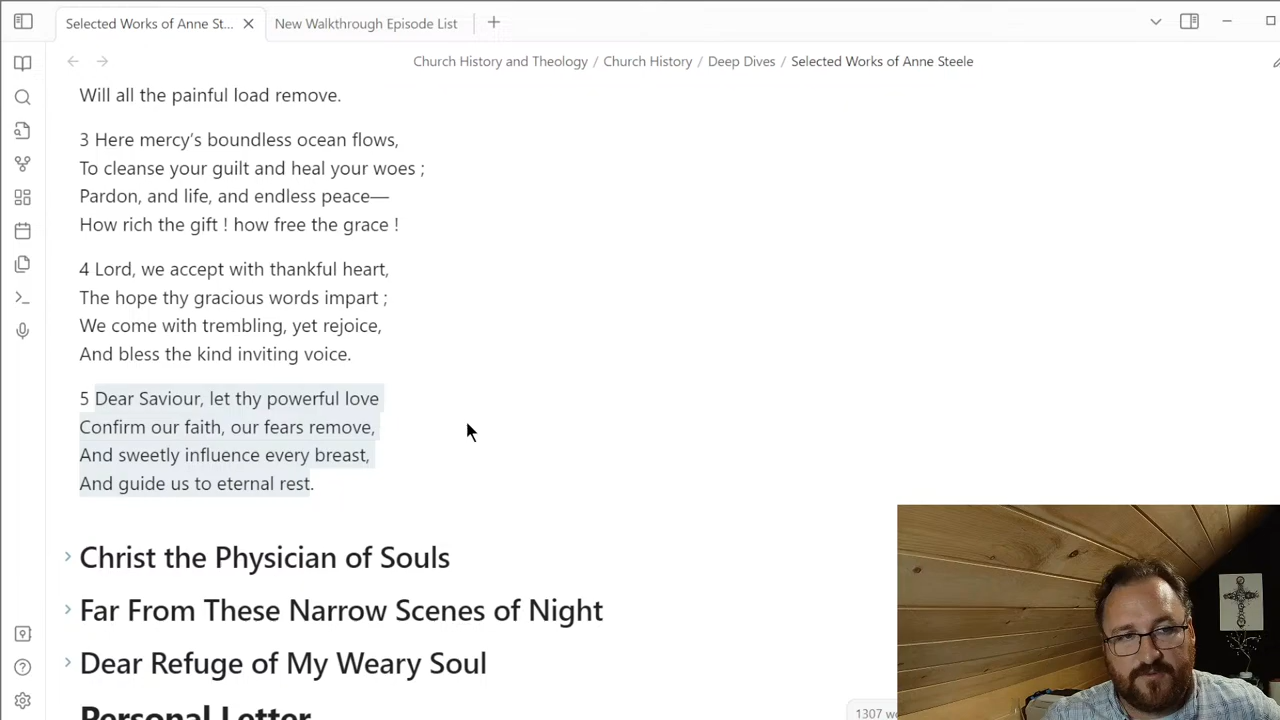 Selected Works of Anne St...
New Walkthrough Episode List
Church History and Theology / Church History / Deep Dives / Selected Works of Anne Steele
Will all the painful load remove.
3 Here mercy's boundless ocean flows,
To cleanse your guilt and heal your woes ;
Pardon, and life, and endless peace—
How rich the gift ! how free the grace !
4 Lord, we accept with thankful heart,
The hope thy gracious words impart ;
We come with trembling, yet rejoice,
And bless the kind inviting voice.
5 Dear Saviour, let thy powerful love
Confirm our faith, our fears remove,
And sweetly influence every breast,
And guide us to eternal rest.
Christ the Physician of Souls
Far From These Narrow Scenes of Night
Dear Refuge of My Weary Soul
Personal Letter
1307